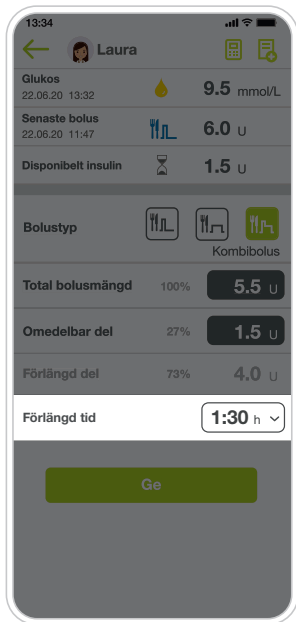 13:34
Laura
Glukos
22.06.20 13:32
9.5 mmol/L
Senaste bolus
22.06.20 11:47
6.0 U
Disponibelt insulin
1.5 U
Bolustyp
Kombibolus
Total bolusmängd 100% 5.5 U
Omedelbar del 27% 1.5 U
Förlängd del 73% 4.0 U
Förlängd tid 1:30 h
Ge